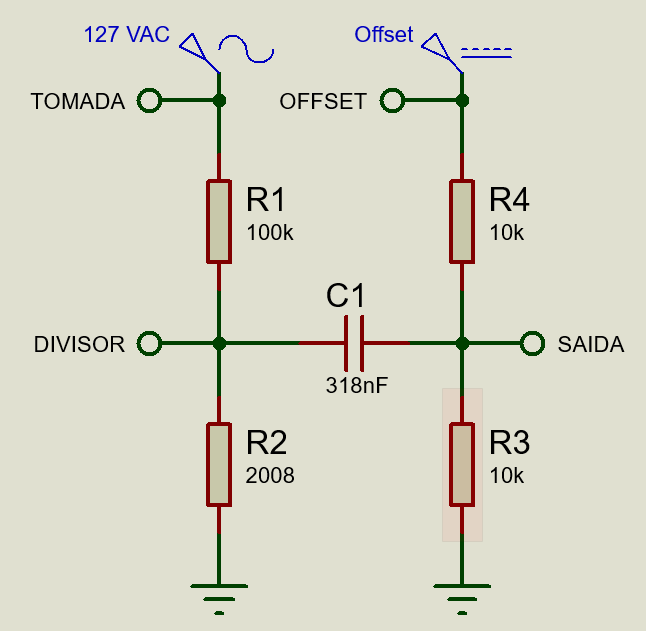 127 VAC
Offset
TOMADA
OFFSET
R1
100k
R4
10k
C1
DIVISOR
SAIDA
318nF
R2
2008
R3
10k